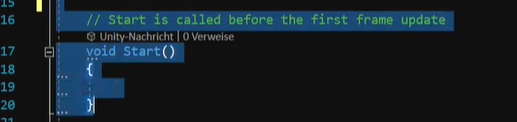 15
16 // Start is called before the first frame update
Unity-Nachricht | 0 Verweise
17 void Start()
18 {
19
20 }
21